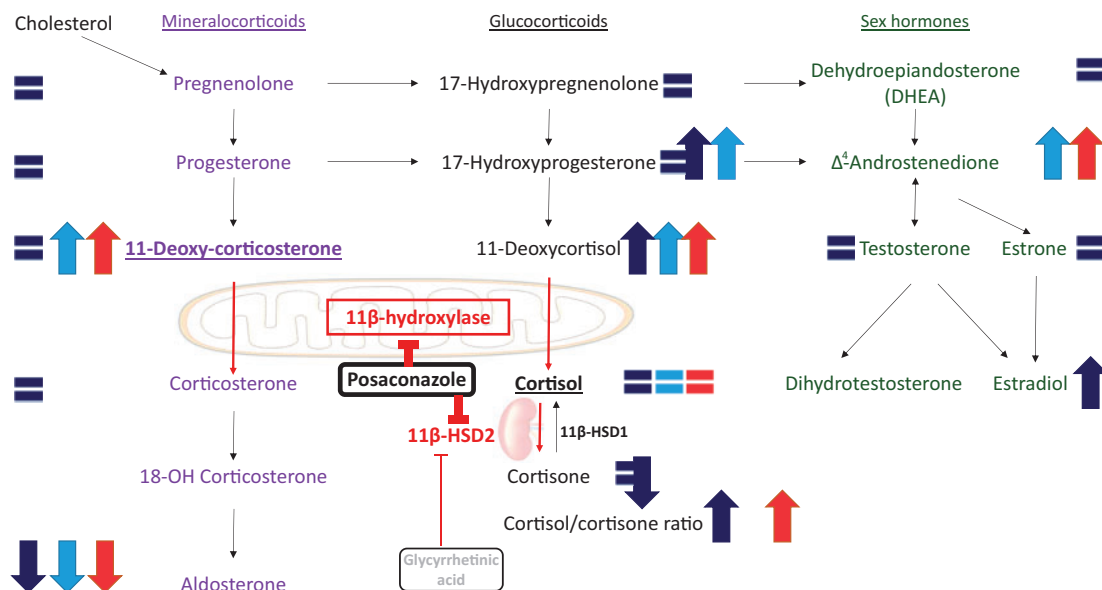 Cholesterol
Mineralocorticoids
Glucocorticoids
Sex hormones
Pregnenolone
17-Hydroxypregnenolone
Dehydroepiandosterone
(DHEA)
Progesterone
17-Hydroxyprogesterone
Δ⁴-Androstenedione
11-Deoxy-corticosterone
11-Deoxycortisol
Testosterone
Estrone
11β-hydroxylase
Corticosterone
Posaconazole
Cortisol
Dihydrotestosterone
Estradiol
11β-HSD2
11β-HSD1
18-OH Corticosterone
Cortisone
Cortisol/cortisone ratio
Glycyrrhetinic
acid
Aldosterone